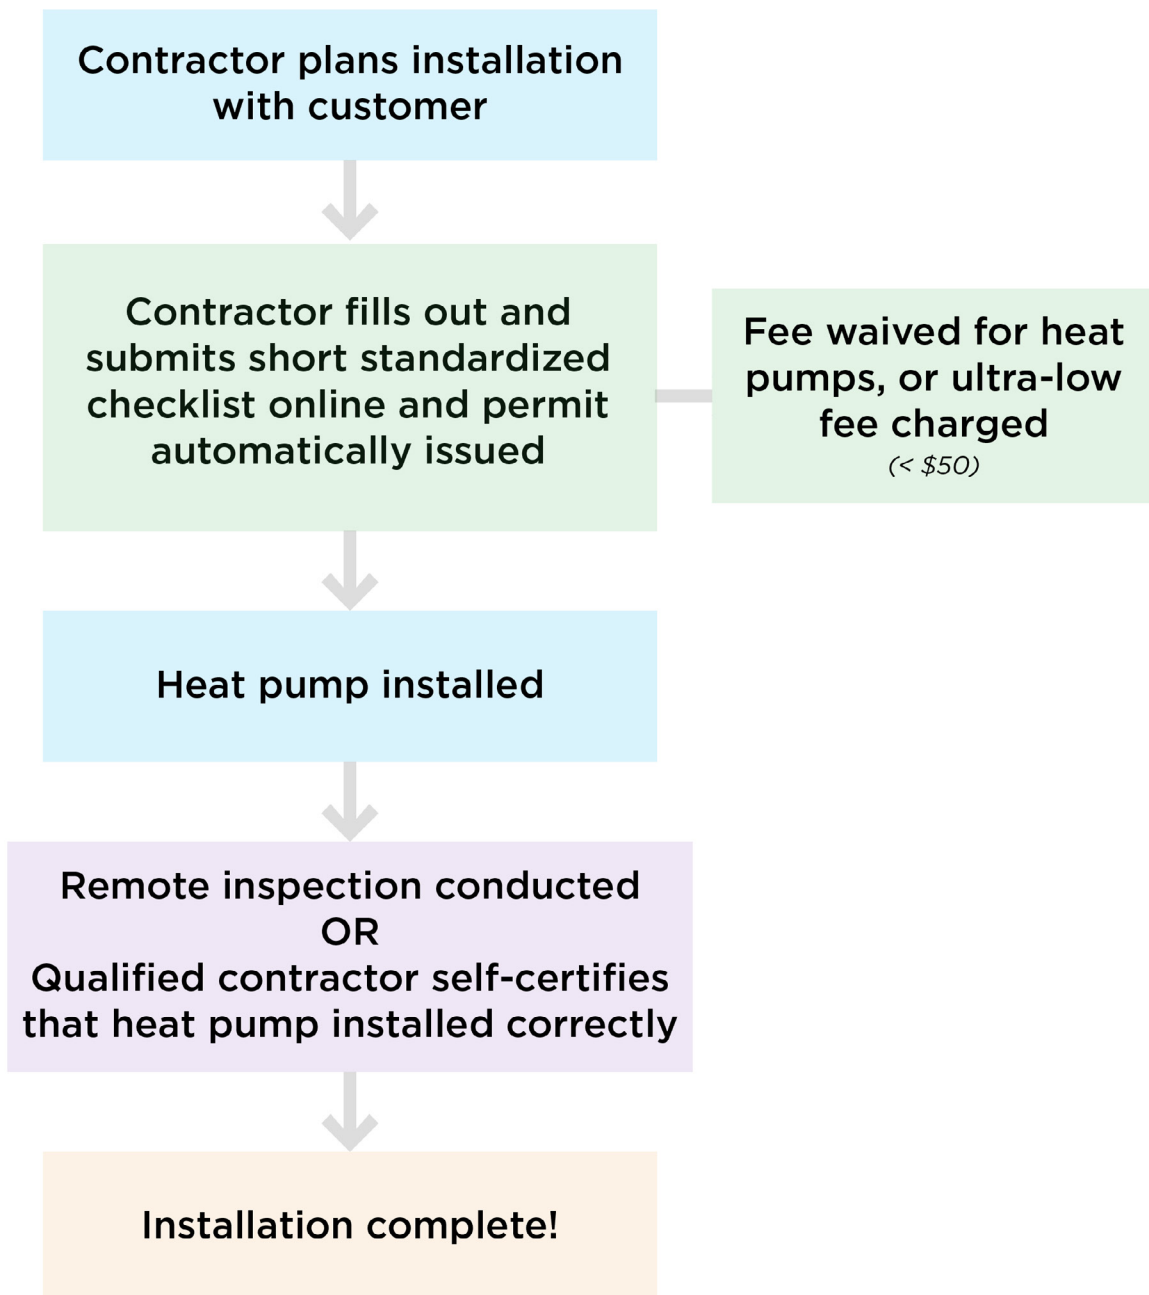 Contractor plans installation
with customer
Contractor fills out and
submits short standardized
checklist online and permit
automatically issued
Fee waived for heat
pumps, or ultra-low
fee charged
(< $50)
Heat pump installed
Remote inspection conducted
OR
Qualified contractor self-certifies
that heat pump installed correctly
Installation complete!